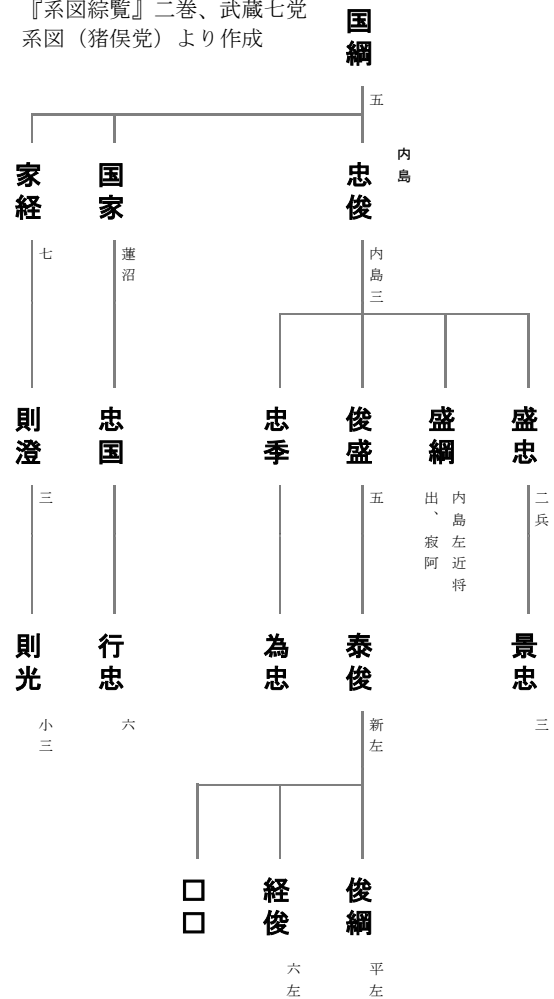 『系図綜覧』二巻、武蔵七党
系図（猪俣党）より作成
国綱
五
内島
忠俊
国家
家経
内島三
蓮沼
七
盛忠
盛綱
俊盛
忠季
忠国
則澄
二兵
内島左近将
出、寂阿
五
三
景忠
泰俊
為忠
行忠
則光
三
新左
六
小三
俊綱
経俊
□□
平左
六左